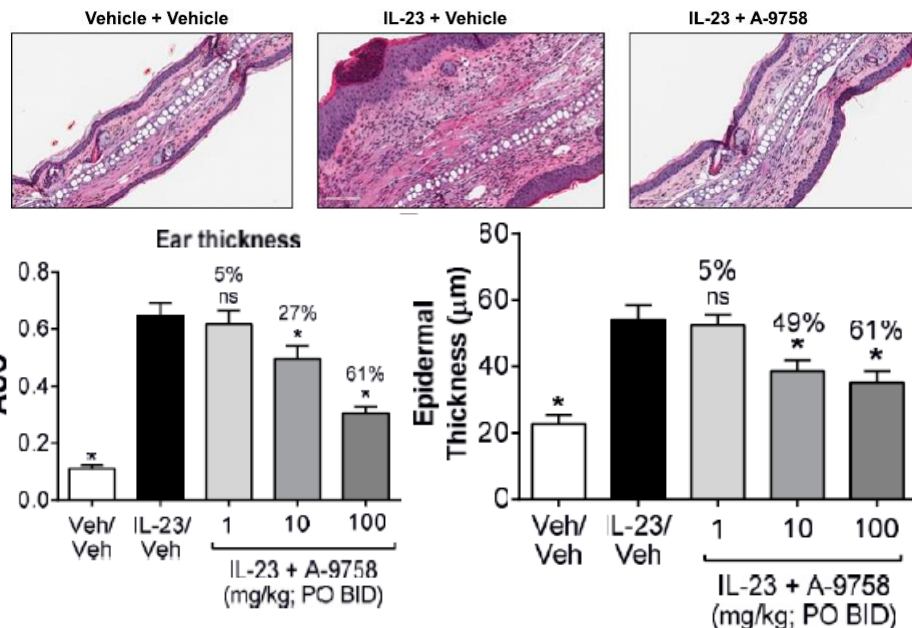 Vehicle + Vehicle
IL-23 + Vehicle
IL-23 + A-9758
Ear thickness
0.8
0.6
0.4
0.2
0.0
*
5%
ns
27%
*
61%
*
Veh/
Veh
IL-23/
Veh
1
10
100
IL-23 + A-9758
(mg/kg; PO BID)
Epidermal
Thickness (μm)
80
60
40
20
0
*
5%
ns
49%
*
61%
*
Veh/
Veh
IL-23/
Veh
1
10
100
IL-23 + A-9758
(mg/kg; PO BID)